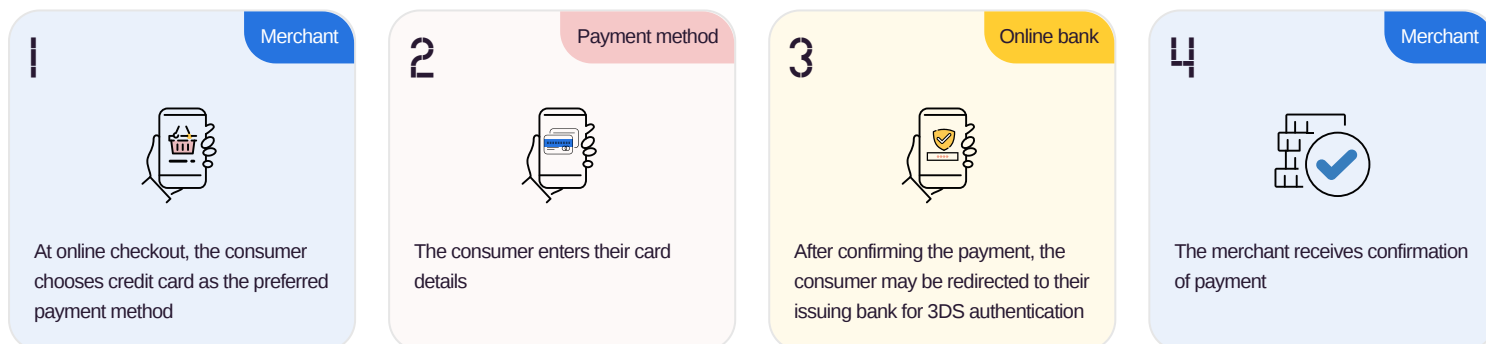 1
Merchant
At online checkout, the consumer
chooses credit card as the preferred
payment method
2
Payment method
The consumer enters their card
details
3
Online bank
After confirming the payment, the
consumer may be redirected to their
issuing bank for 3DS authentication
4
Merchant
The merchant receives confirmation
of payment